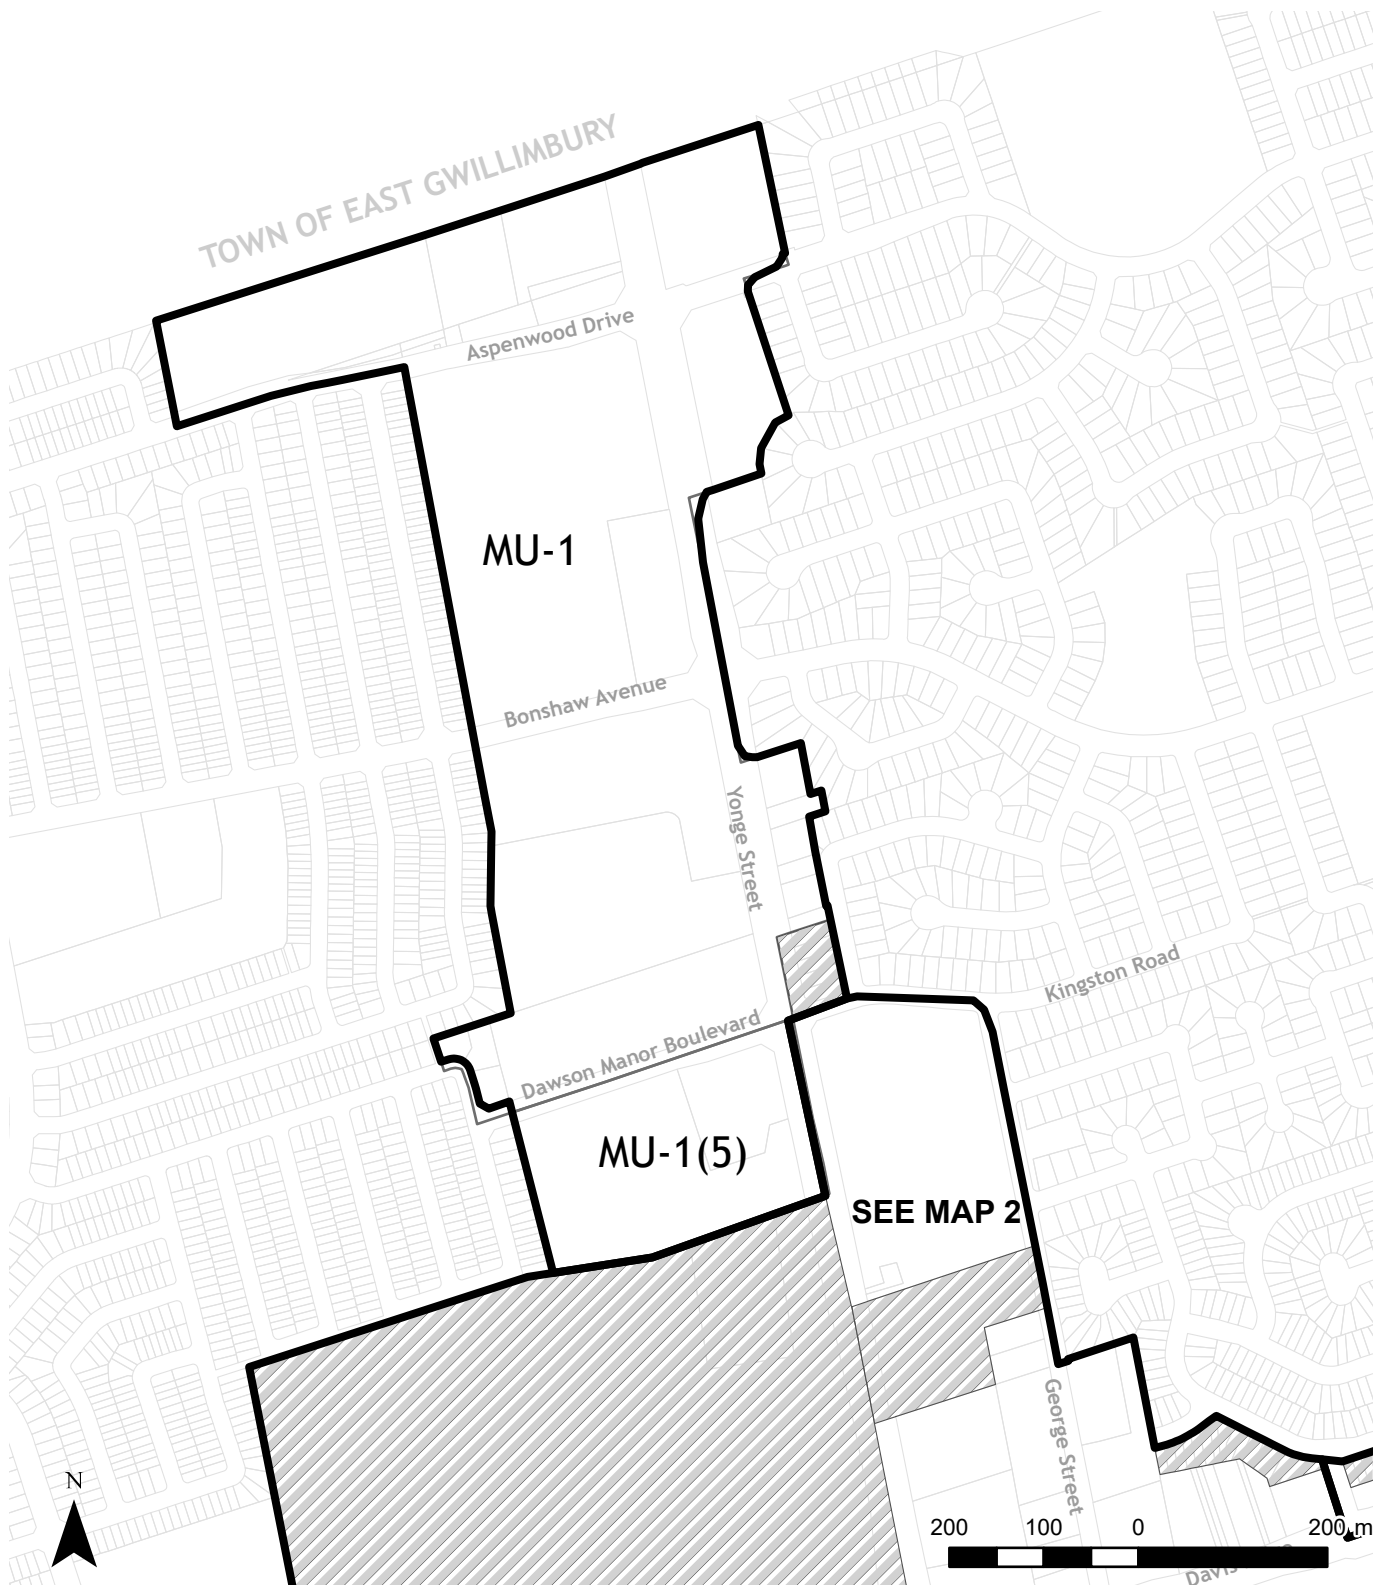 TOWN OF EAST GWILLIMBURY
Aspenwood Drive
MU-1
Bonshaw Avenue
Yonge Street
Kingston Road
Dawson Manor Boulevard
MU-1(5)
SEE MAP 2
George Street
N
200 100 0 200 m